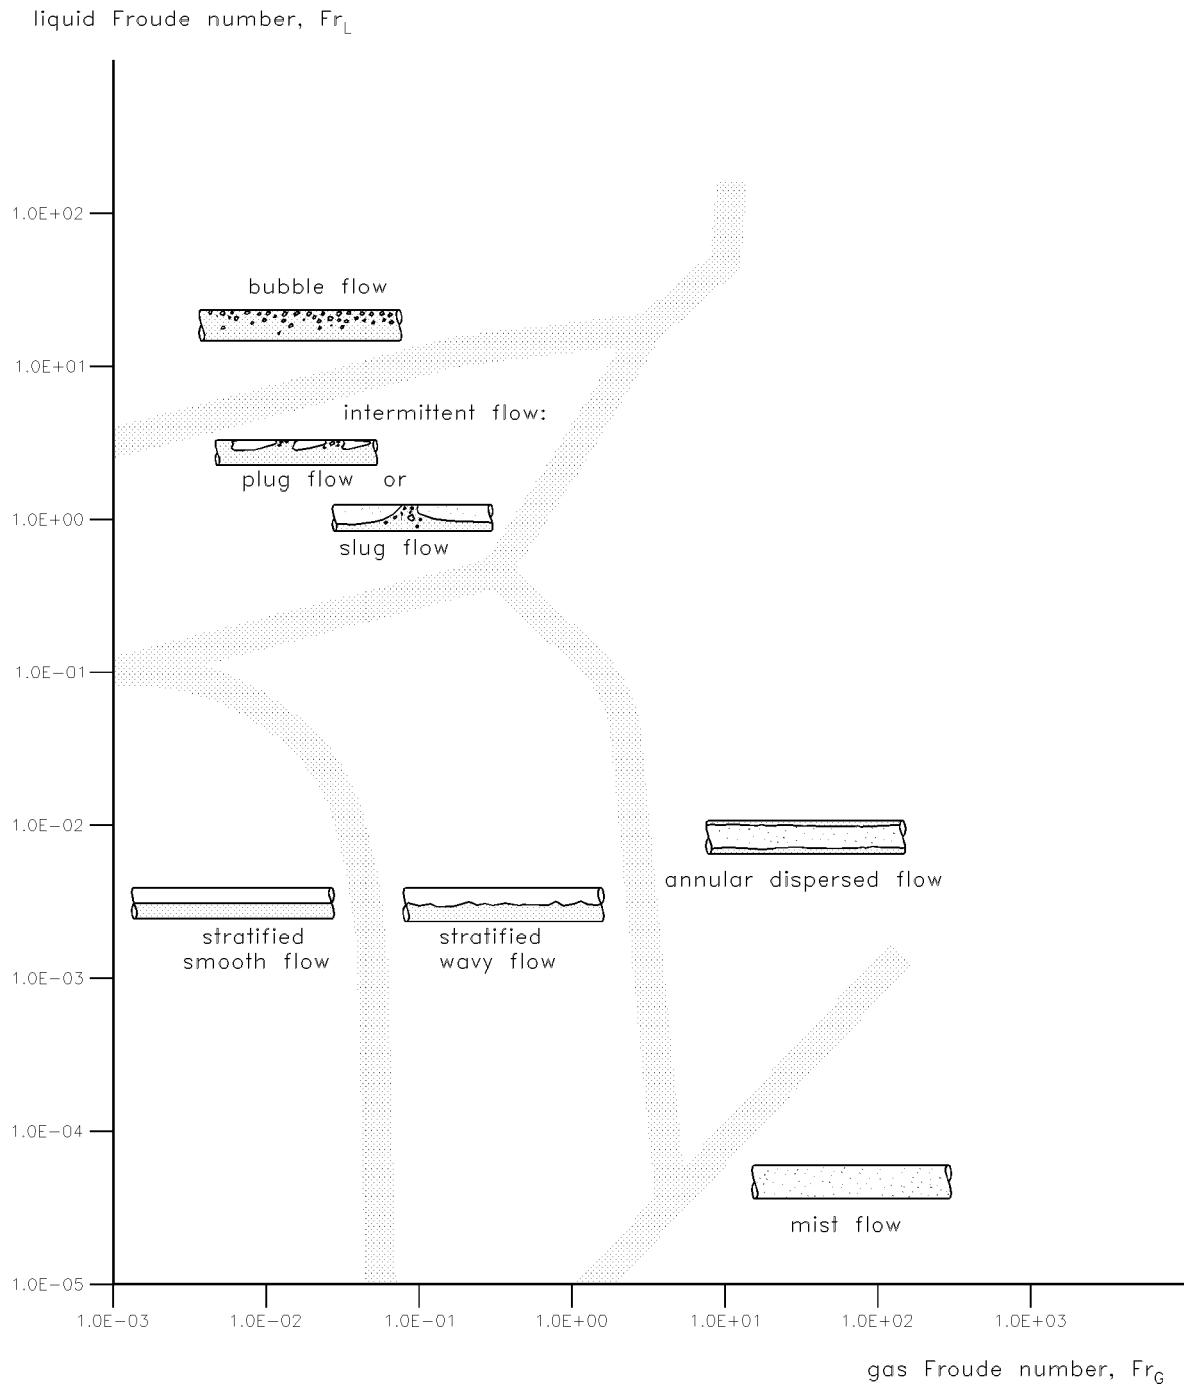 liquid Froude number, Fr_L
1.0E+02
bubble flow
1.0E+01
intermittent flow:
plug flow or
1.0E+00
slug flow
1.0E-01
1.0E-02
annular dispersed flow
stratified
smooth flow
stratified
wavy flow
1.0E-03
1.0E-04
mist flow
1.0E-05
1.0E-03 1.0E-02 1.0E-01 1.0E+00 1.0E+01 1.0E+02 1.0E+03
gas Froude number, Fr_G